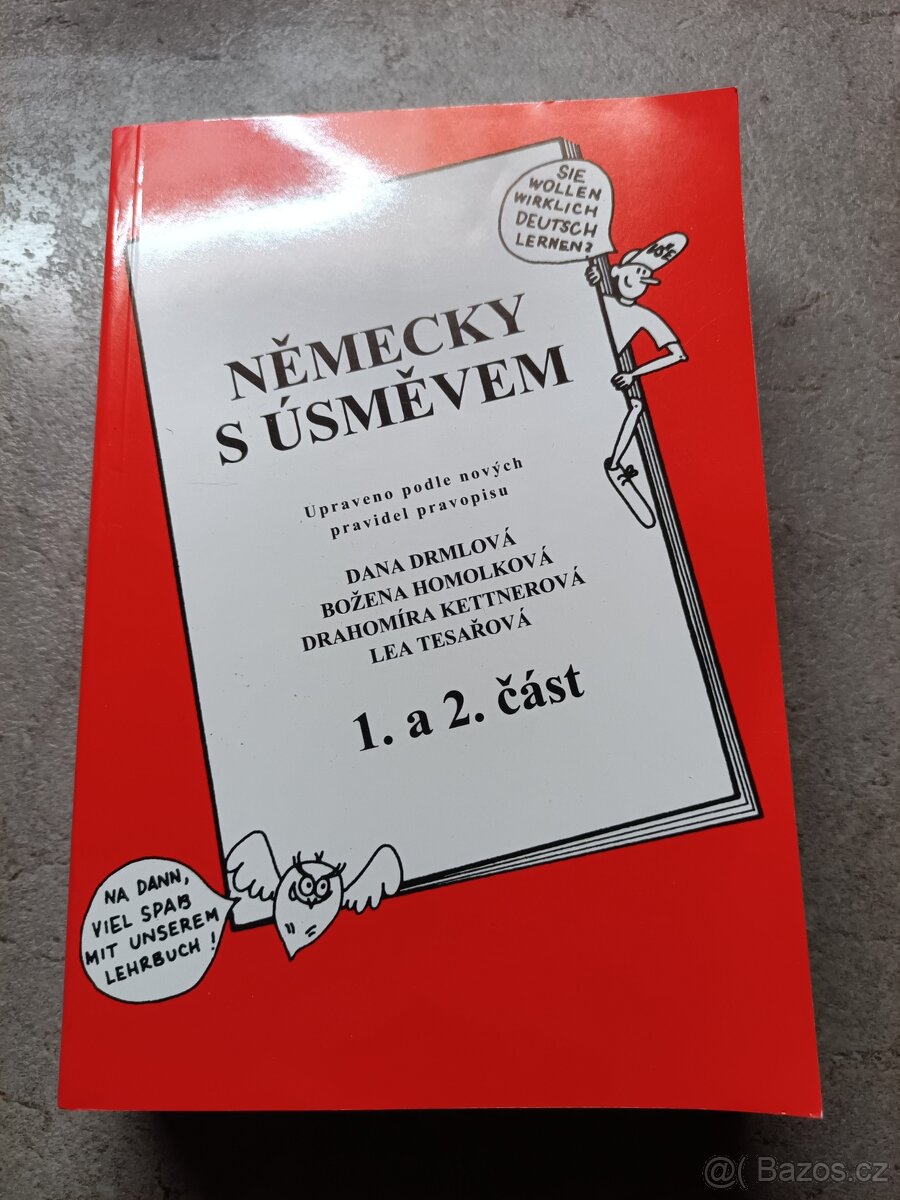 SIE
WOLLEN
WIRKLICH
DEUTSCH
LERNEN?
NĚMECKY
S ÚSMĚVEM
Upraveno podle nových
pravidel pravopisu
DANA DRMLOVÁ
BOŽENA HOMOLKOVÁ
DRAHOMÍRA KETTNEROVÁ
LEA TESAŘOVÁ
1. a 2. část
NA DANN,
VIEL SPAß
MIT UNSEREM
LEHRBUCH!
@( Bazos.cz